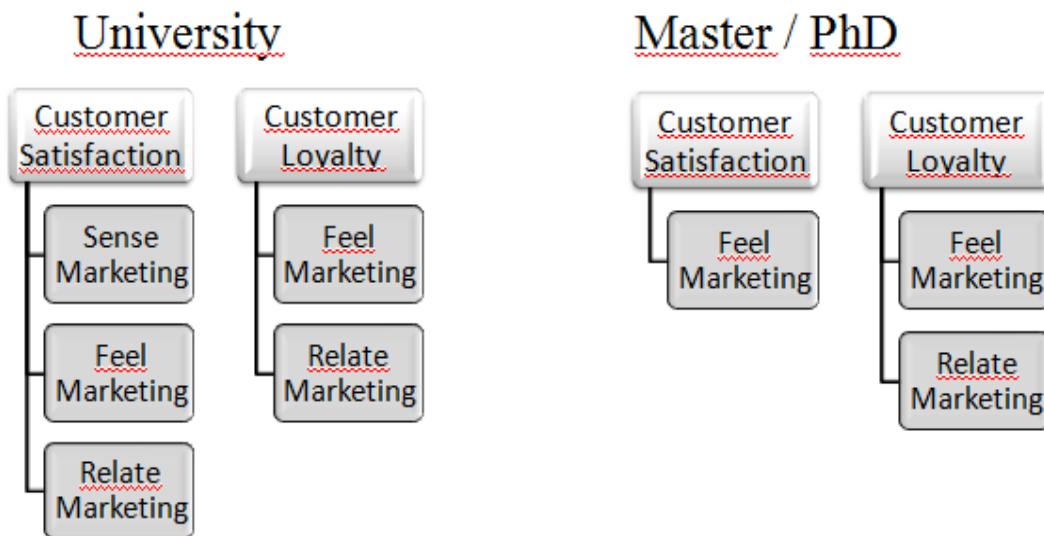 University
Customer
Satisfaction
Sense
Marketing
Feel
Marketing
Relate
Marketing
Customer
Loyalty
Feel
Marketing
Relate
Marketing
Master / PhD
Customer
Satisfaction
Feel
Marketing
Customer
Loyalty
Feel
Marketing
Relate
Marketing